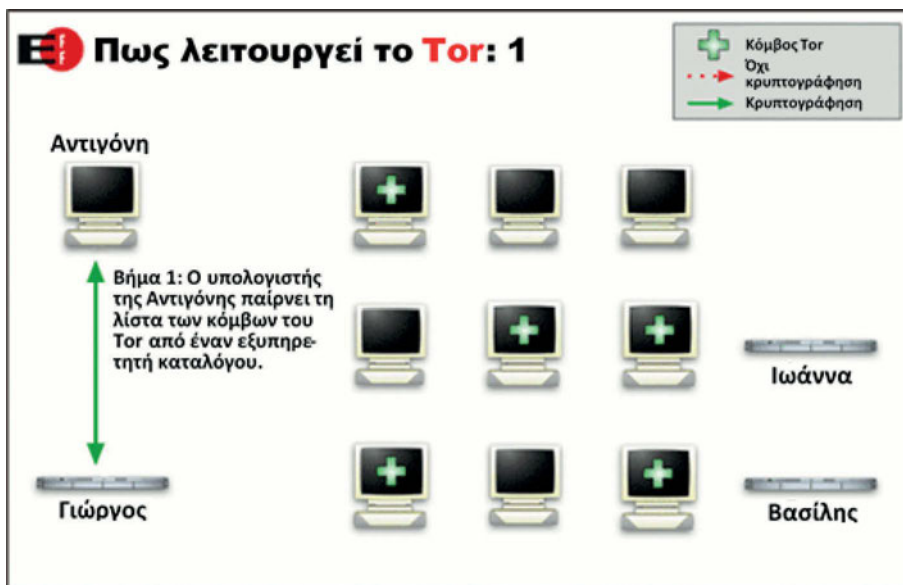 EFF Πως λειτουργεί το Tor: 1
Κόμβος Tor
Όχι
κρυπτογράφηση
Κρυπτογράφηση
Αντιγόνη
Βήμα 1: Ο υπολογιστής
της Αντιγόνης παίρνει τη
λίστα των κόμβων του
Tor από έναν εξυπηρε-
τητή καταλόγου.
Ιωάννα
Γιώργος
Βασίλης